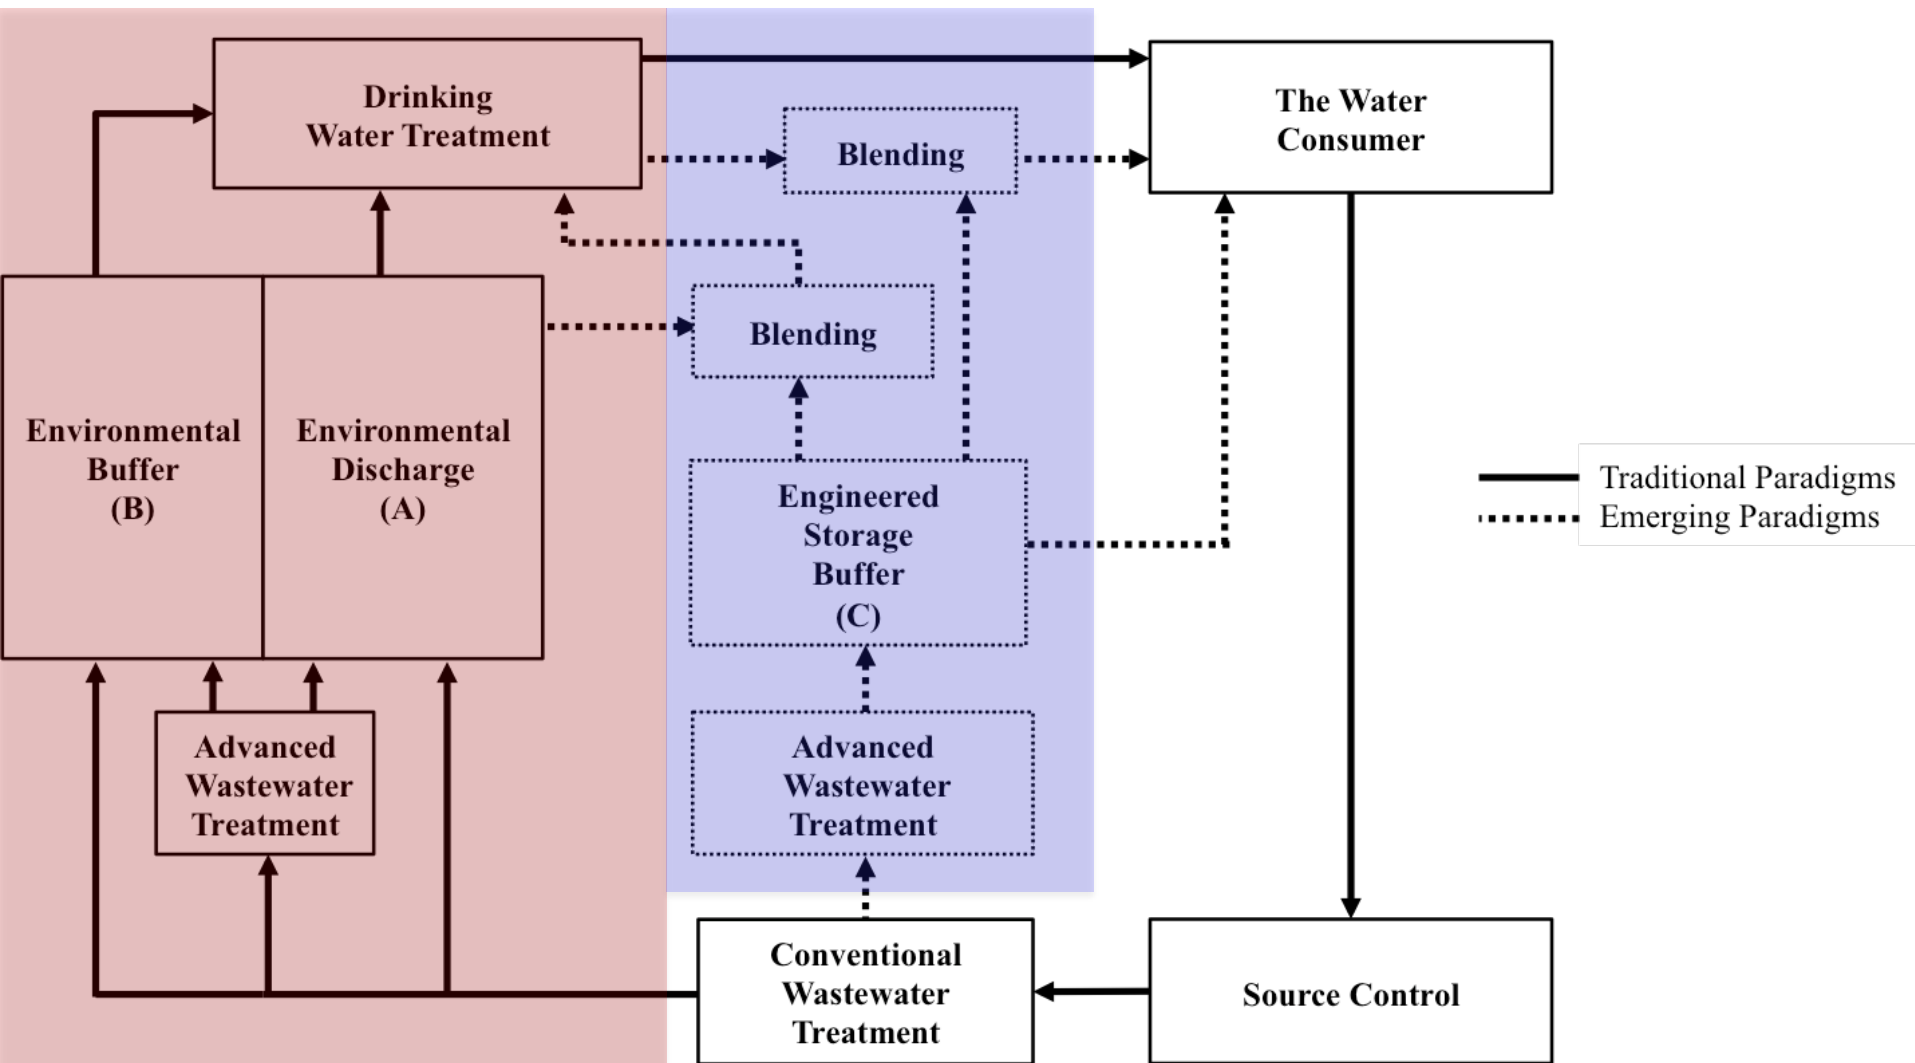 Drinking
Water Treatment
The Water
Consumer
Blending
Blending
Environmental
Buffer
(B)
Environmental
Discharge
(A)
Engineered
Storage
Buffer
(C)
Traditional Paradigms
Emerging Paradigms
Advanced
Wastewater
Treatment
Advanced
Wastewater
Treatment
Conventional
Wastewater
Treatment
Source Control